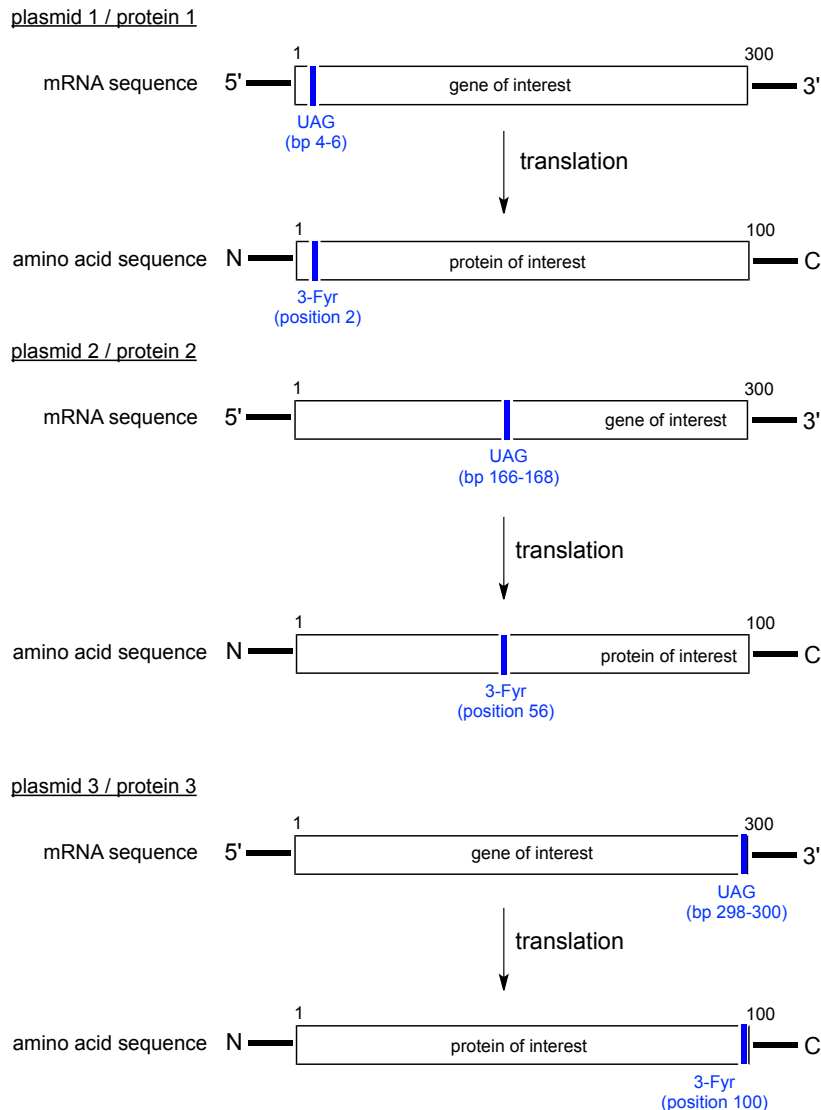 plasmid 1 / protein 1
1 300
mRNA sequence 5' gene of interest 3'
UAG
(bp 4-6)
translation
1 100
amino acid sequence N protein of interest C
3-Fyr
(position 2)
plasmid 2 / protein 2
1 300
mRNA sequence 5' gene of interest 3'
UAG
(bp 166-168)
translation
1 100
amino acid sequence N protein of interest C
3-Fyr
(position 56)
plasmid 3 / protein 3
1 300
mRNA sequence 5' gene of interest 3'
UAG
(bp 298-300)
translation
1 100
amino acid sequence N protein of interest C
3-Fyr
(position 100)